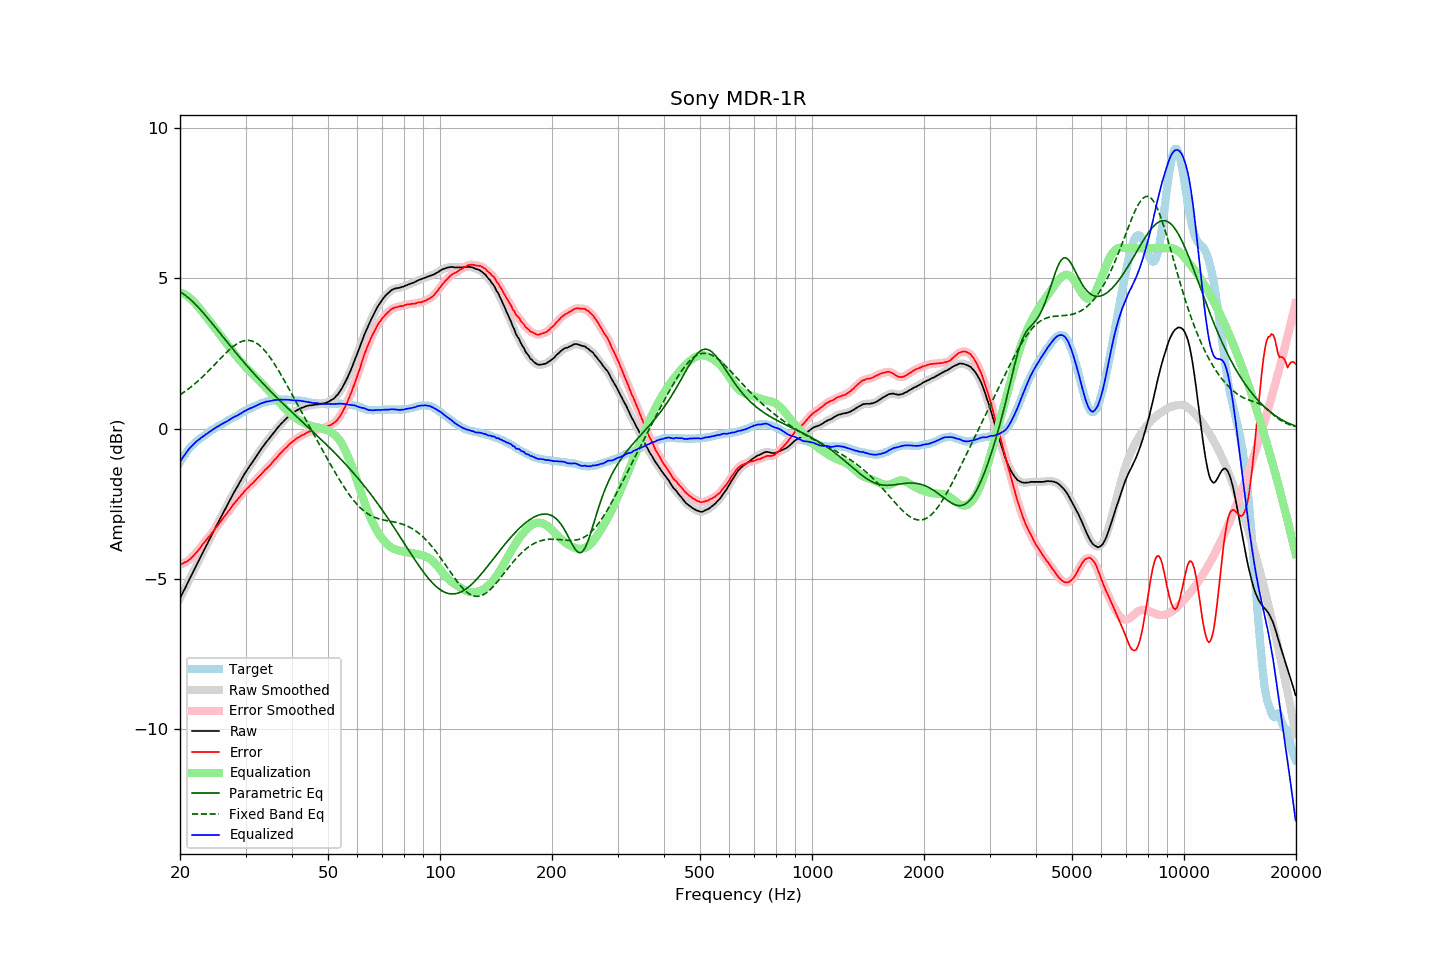 Sony MDR-1R
Amplitude (dBr)
10
5
0
−5
−10
Target
Raw Smoothed
Error Smoothed
Raw
Error
Equalization
Parametric Eq
Fixed Band Eq
Equalized
20 50 100 200 500 1000 2000 5000 10000 20000
Frequency (Hz)